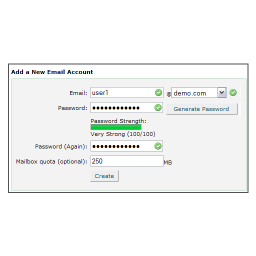 Add a New Email Account
Email: user1 @ demo.com
Password: ●●●●●●●●●●●● Generate Password
Password Strength:
Very Strong (100/100)
Password (Again): ●●●●●●●●●●●●
Mailbox quota (optional): 250 MB
Create